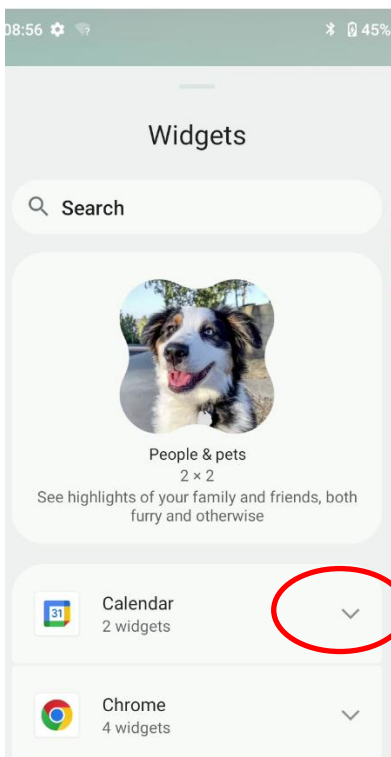 08:56 45%
Widgets
Search
People & pets
2 × 2
See highlights of your family and friends, both
furry and otherwise
31 Calendar
2 widgets
Chrome
4 widgets